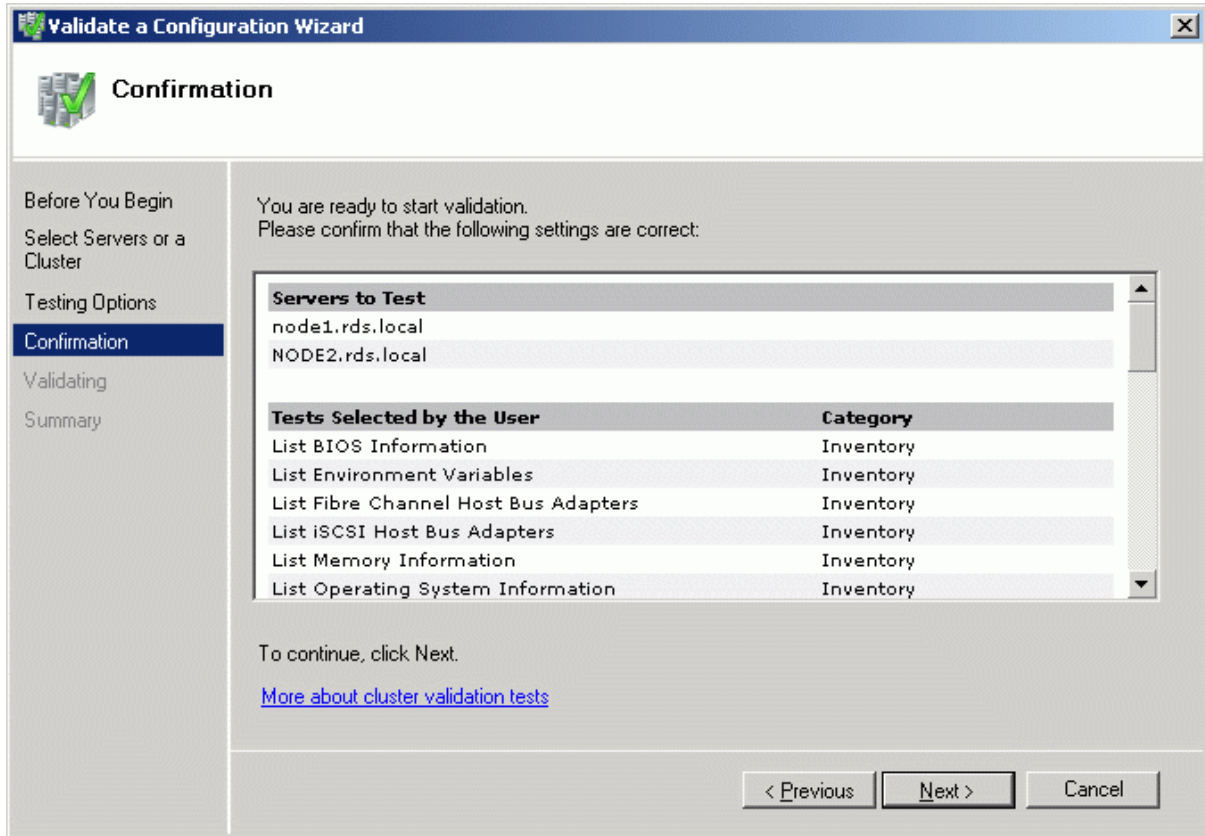 Validate a Configuration Wizard
Confirmation
Before You Begin
Select Servers or a
Cluster
Testing Options
Confirmation
Validating
Summary
You are ready to start validation.
Please confirm that the following settings are correct:
Servers to Test
node1.rds.local
NODE2.rds.local
Tests Selected by the User Category
List BIOS Information Inventory
List Environment Variables Inventory
List Fibre Channel Host Bus Adapters Inventory
List iSCSI Host Bus Adapters Inventory
List Memory Information Inventory
List Operating System Information Inventory
To continue, click Next.
More about cluster validation tests
< Previous Next > Cancel